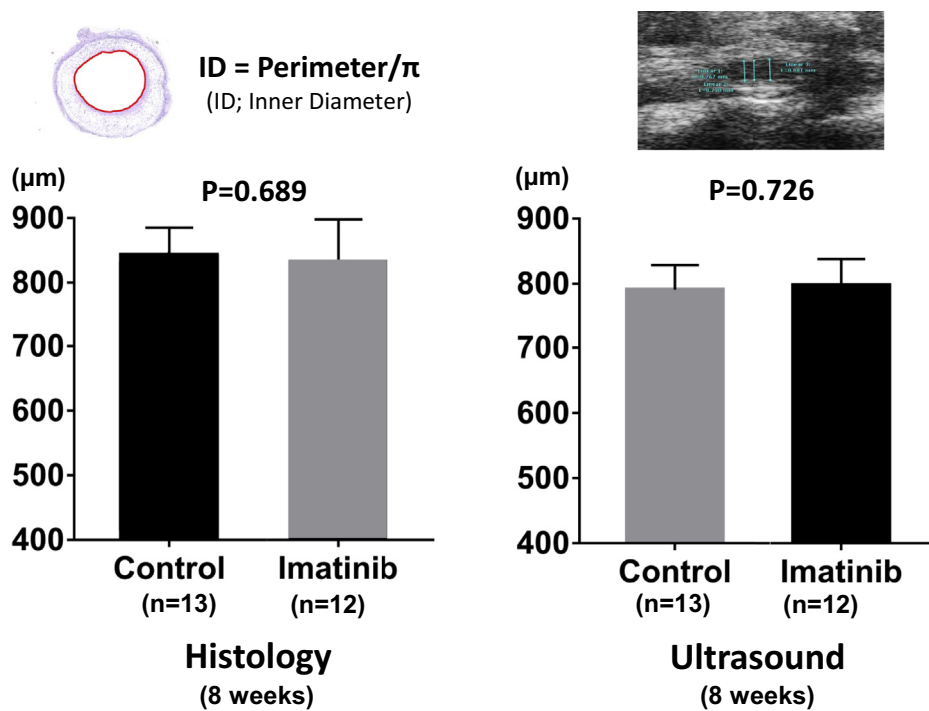 ID = Perimeter/π
(ID; Inner Diameter)
(µm)
P=0.689
900
800
700
600
500
400
Control
Imatinib
(n=13)
(n=12)
Histology
(8 weeks)
(µm)
P=0.726
900
800
700
600
500
400
Control
Imatinib
(n=13)
(n=12)
Ultrasound
(8 weeks)